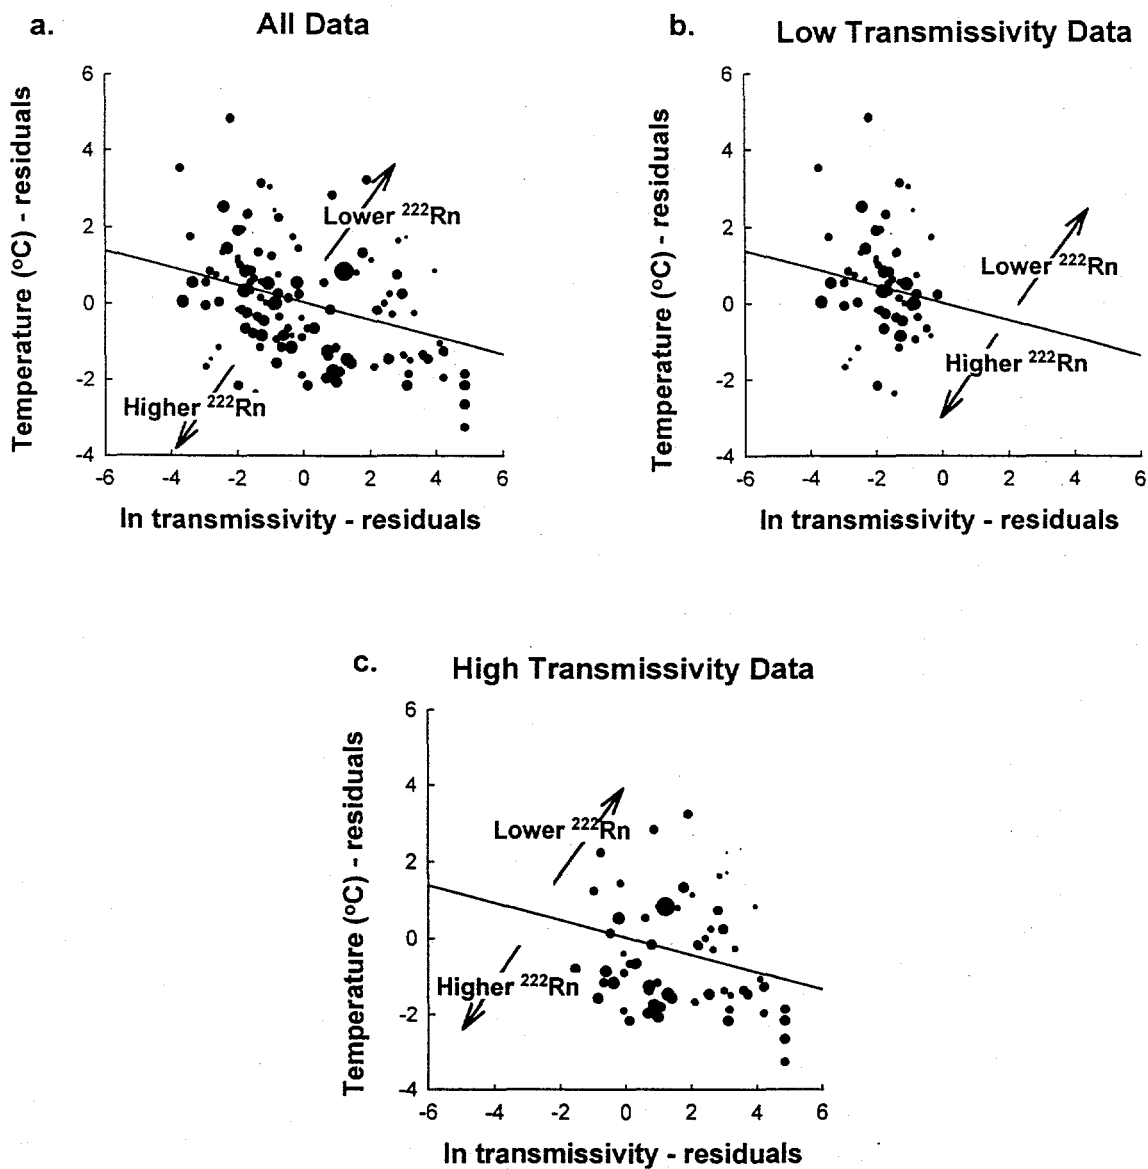 a.
All Data
Temperature (ºC) - residuals
6
4
2
0
-2
-4
-6
-4
-2
0
2
4
6
Lower ²²²Rn
Higher ²²²Rn
ln transmissivity - residuals
b.
Low Transmissivity Data
Temperature (ºC) - residuals
6
4
2
0
-2
-4
-6
-4
-2
0
2
4
6
Lower ²²²Rn
Higher ²²²Rn
ln transmissivity - residuals
c.
High Transmissivity Data
Temperature (ºC) - residuals
6
4
2
0
-2
-4
-6
-4
-2
0
2
4
6
Lower ²²²Rn
Higher ²²²Rn
ln transmissivity - residuals